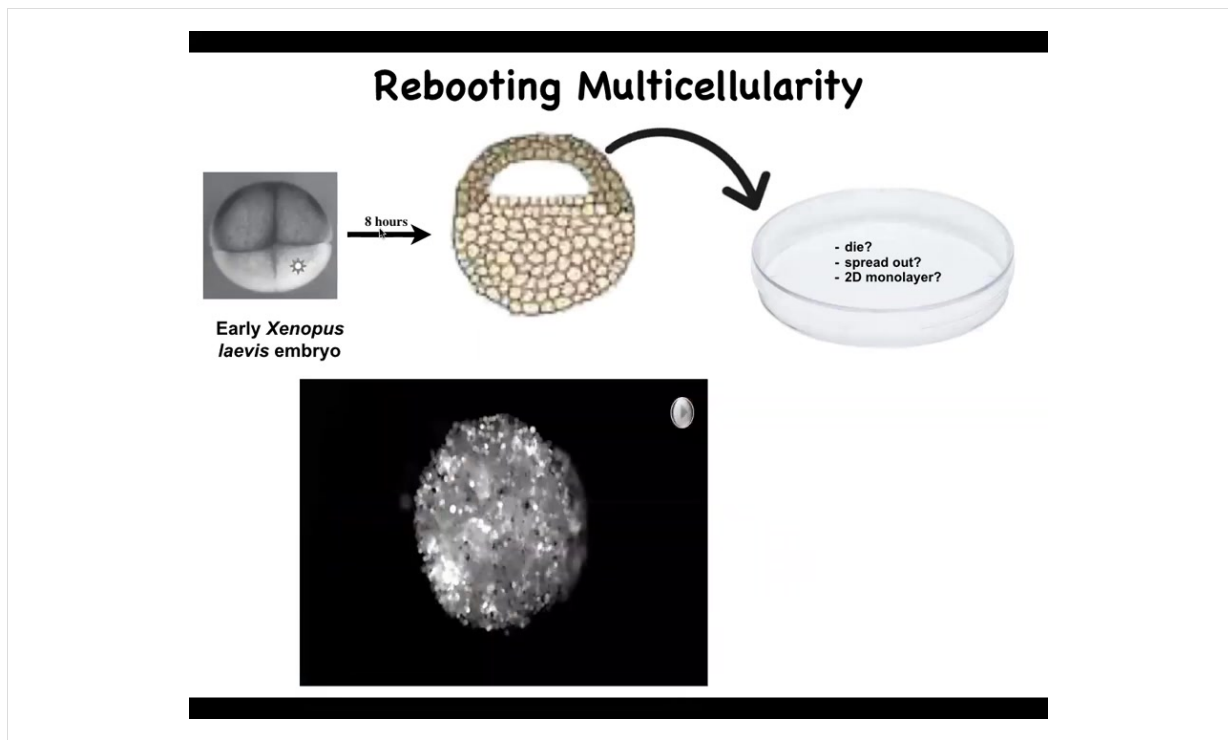 Rebooting Multicellularity
8 hours
- die?
- spread out?
- 2D monolayer?
Early Xenopus
laevis embryo